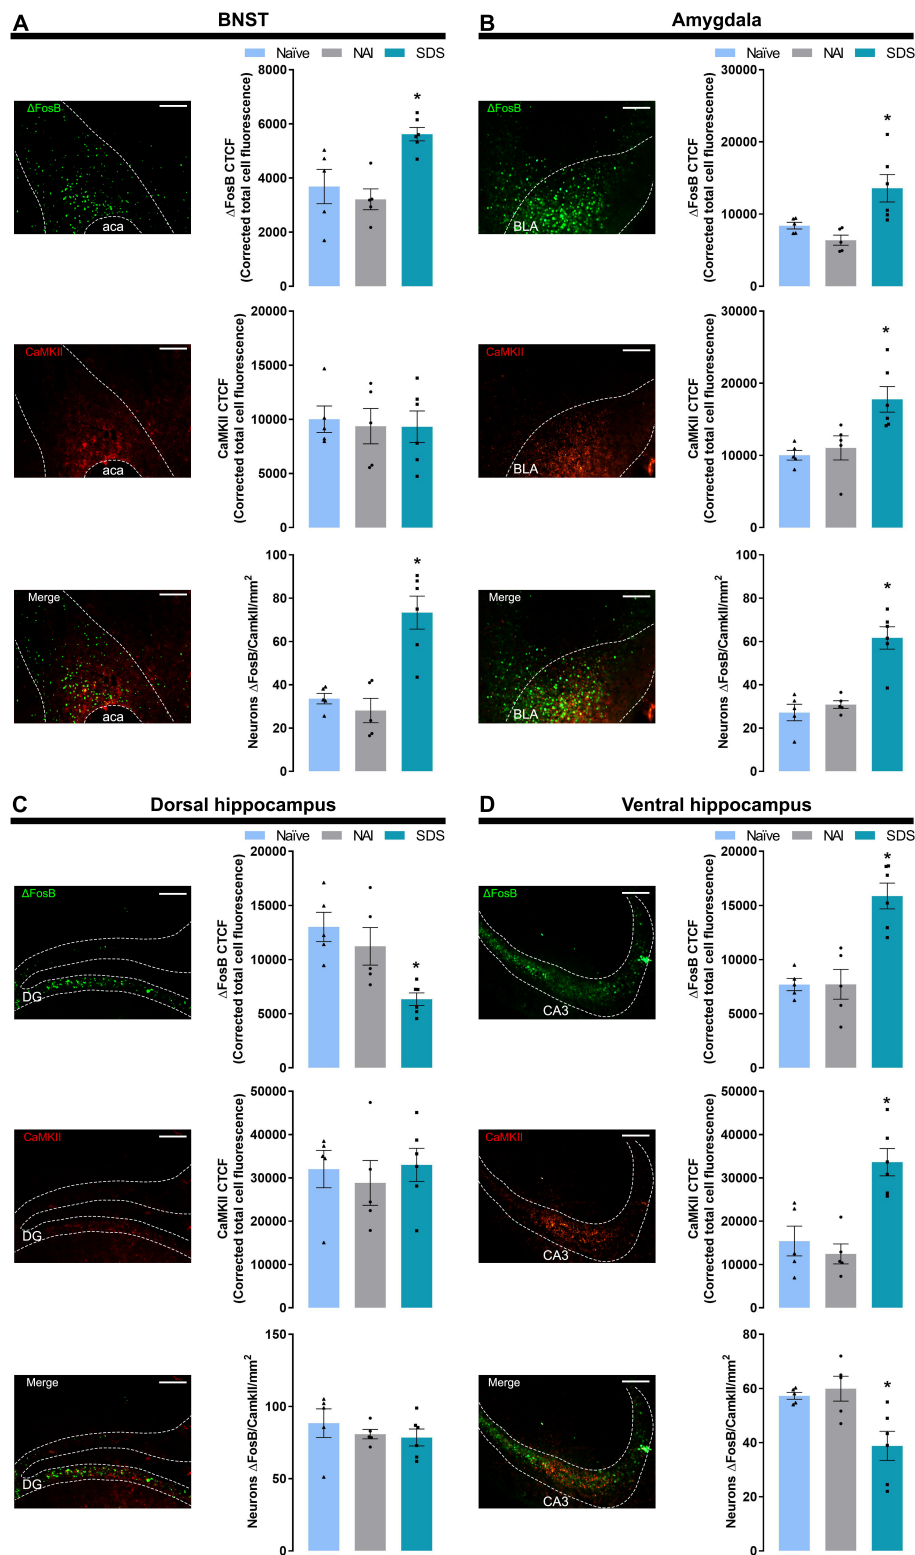 A BNST
Naïve NAI SDS
ΔFosB
aca
ΔFosB CTCF
(Corrected total cell fluorescence)
8000
6000
4000
2000
0
*
CaMKII
aca
CaMKII CTCF
(Corrected total cell fluorescence)
20000
15000
10000
5000
0
Merge
aca
Neurons ΔFosB/CamkII/mm²
100
80
60
40
20
0
*
B Amygdala
Naïve NAI SDS
ΔFosB
BLA
ΔFosB CTCF
(Corrected total cell fluorescence)
30000
20000
10000
0
*
CaMKII
BLA
CaMKII CTCF
(Corrected total cell fluorescence)
30000
20000
10000
0
*
Merge
BLA
Neurons ΔFosB/CamkII/mm²
100
80
60
40
20
0
*
C Dorsal hippocampus
Naïve NAI SDS
ΔFosB
DG
ΔFosB CTCF
(Corrected total cell fluorescence)
20000
15000
10000
5000
0
*
CaMKII
DG
CaMKII CTCF
(Corrected total cell fluorescence)
50000
40000
30000
20000
10000
0
Merge
DG
Neurons ΔFosB/CamkII/mm²
150
100
50
0
D Ventral hippocampus
Naïve NAI SDS
ΔFosB
CA3
ΔFosB CTCF
(Corrected total cell fluorescence)
20000
15000
10000
5000
0
*
CaMKII
CA3
CaMKII CTCF
(Corrected total cell fluorescence)
50000
40000
30000
20000
10000
0
*
Merge
CA3
Neurons ΔFosB/CamkII/mm²
80
60
40
20
0
*